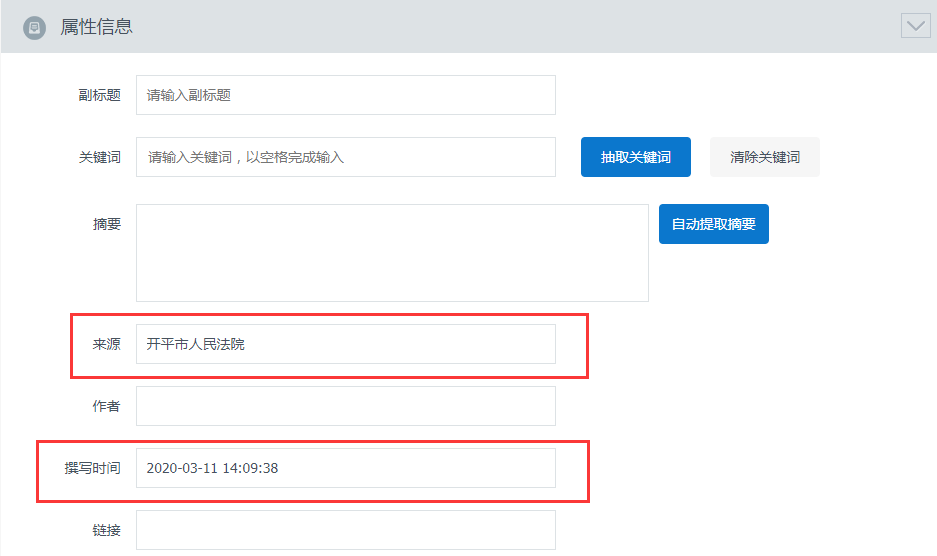 属性信息
副标题 请输入副标题
关键词 请输入关键词，以空格完成输入 抽取关键词 清除关键词
摘要 自动提取摘要
来源 开平市人民法院
作者
撰写时间 2020-03-11 14:09:38
链接